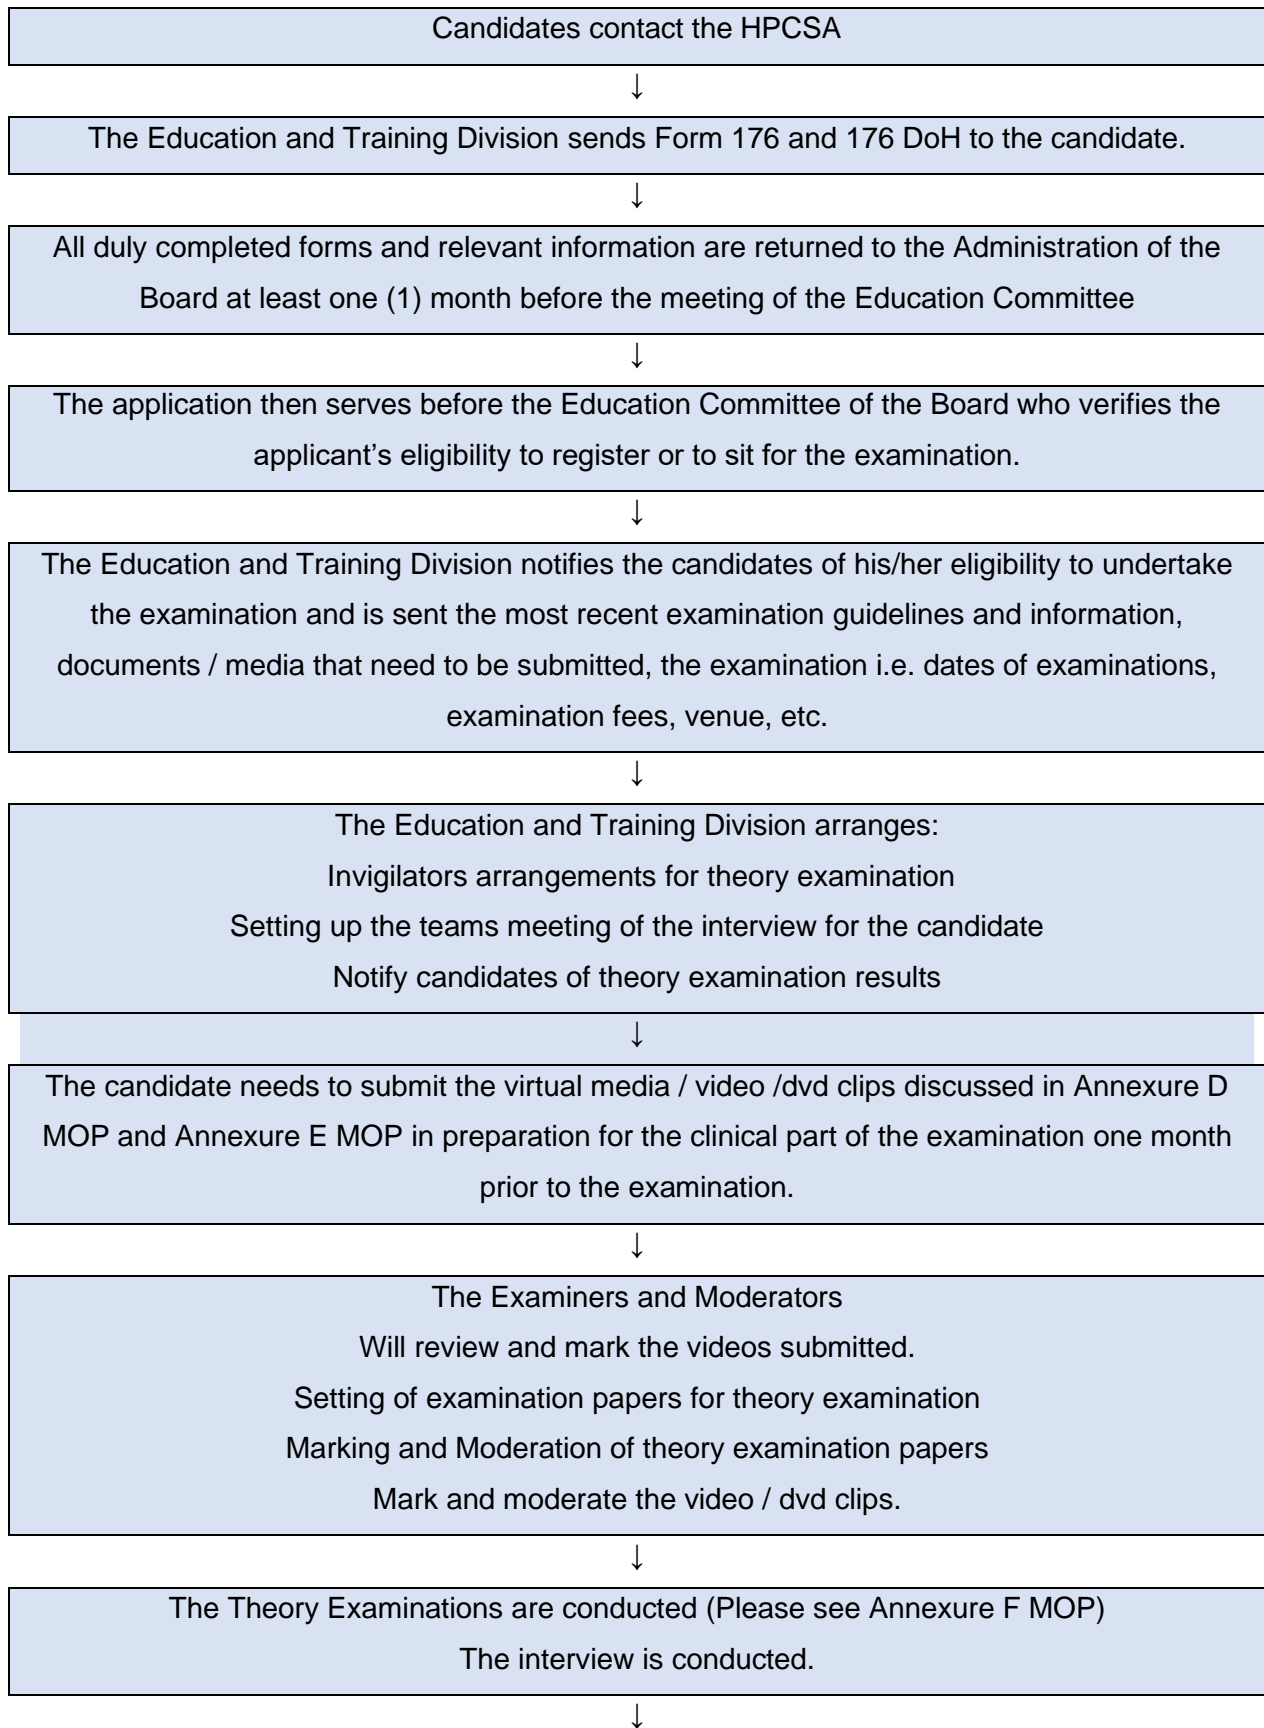 Candidates contact the HPCSA
↓
The Education and Training Division sends Form 176 and 176 DoH to the candidate.
↓
All duly completed forms and relevant information are returned to the Administration of the
Board at least one (1) month before the meeting of the Education Committee
↓
The application then serves before the Education Committee of the Board who verifies the
applicant’s eligibility to register or to sit for the examination.
↓
The Education and Training Division notifies the candidates of his/her eligibility to undertake
the examination and is sent the most recent examination guidelines and information,
documents / media that need to be submitted, the examination i.e. dates of examinations,
examination fees, venue, etc.
↓
The Education and Training Division arranges:
Invigilators arrangements for theory examination
Setting up the teams meeting of the interview for the candidate
Notify candidates of theory examination results
↓
The candidate needs to submit the virtual media / video /dvd clips discussed in Annexure D
MOP and Annexure E MOP in preparation for the clinical part of the examination one month
prior to the examination.
↓
The Examiners and Moderators
Will review and mark the videos submitted.
Setting of examination papers for theory examination
Marking and Moderation of theory examination papers
Mark and moderate the video / dvd clips.
↓
The Theory Examinations are conducted (Please see Annexure F MOP)
The interview is conducted.
↓